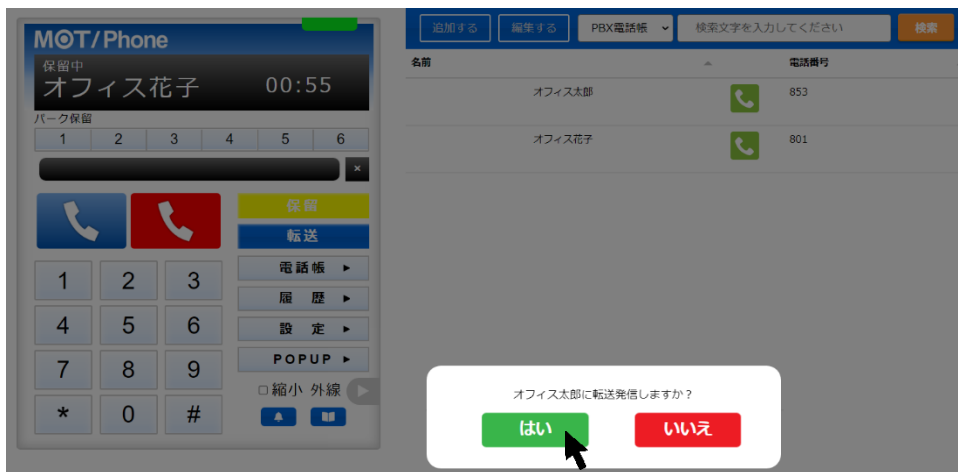 MOT/Phone
保留中
オフィス花子 00:55
パーク保留
1 2 3 4 5 6
×
保留
転送
電話帳 ▶
履 歴 ▶
設 定 ▶
POPUP ▶
縮小 外線
1 2 3
4 5 6
7 8 9
* 0 #
追加する 編集する PBX電話帳 検索文字を入力してください 検索
名前 電話番号
オフィス太郎 853
オフィス花子 801
オフィス太郎に転送発信しますか？
はい いいえ